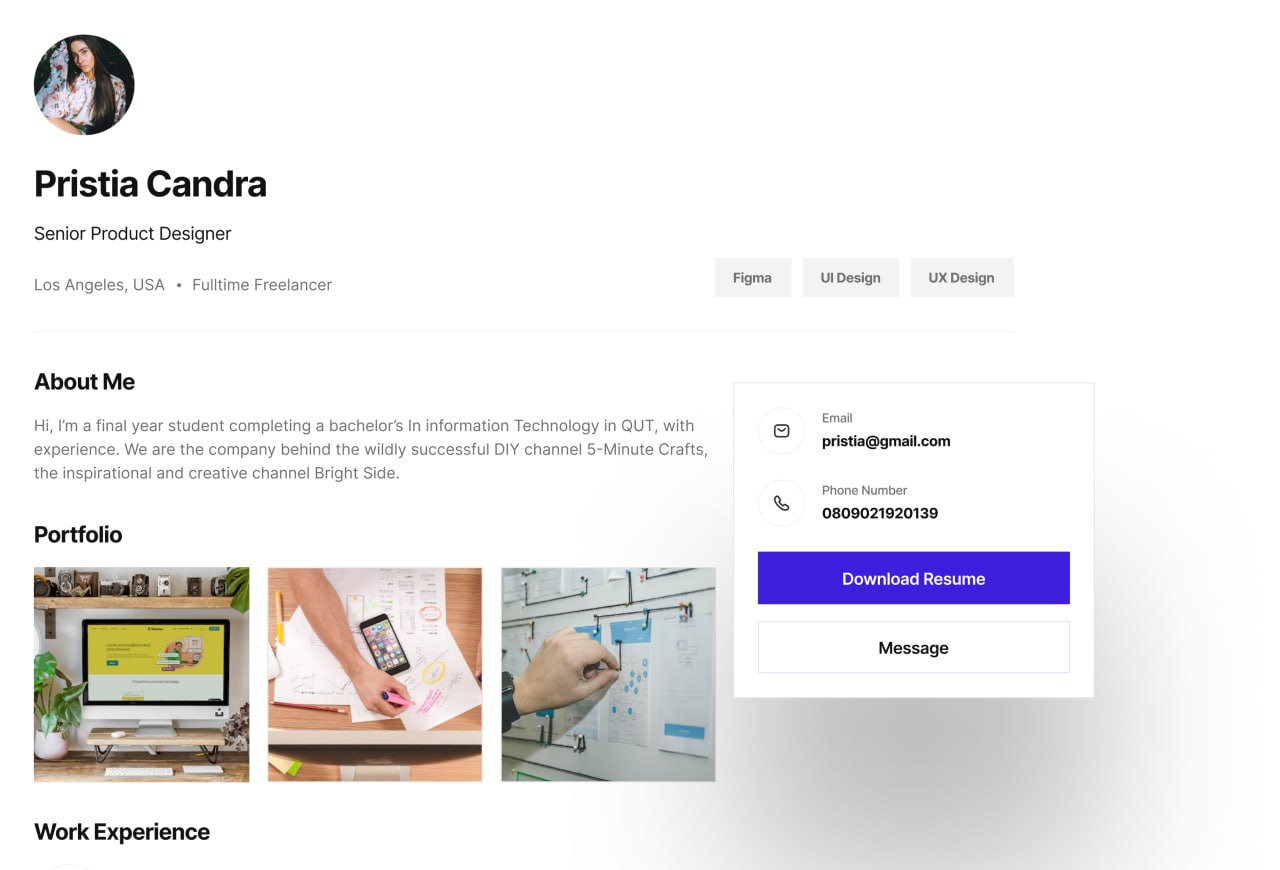 Pristia Candra
Senior Product Designer
Los Angeles, USA • Fulltime Freelancer
Figma
UI Design
UX Design
About Me
Hi, I’m a final year student completing a bachelor’s In information Technology in QUT, with
experience. We are the company behind the wildly successful DIY channel 5-Minute Crafts,
the inspirational and creative channel Bright Side.
Email
pristia@gmail.com
Phone Number
0809021920139
Download Resume
Message
Portfolio
Work Experience